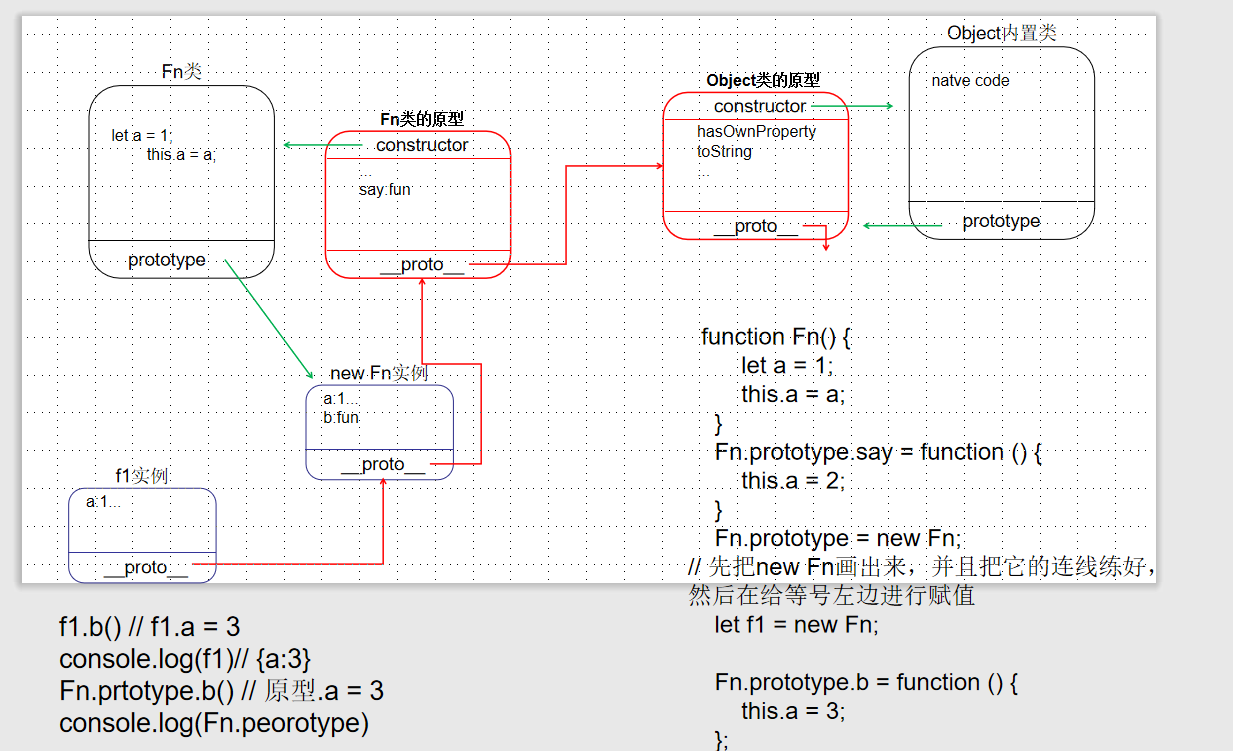 Object内置类
natve code
prototype
Object类的原型
constructor
hasOwnProperty
toString
...
__proto__
Fn类
let a = 1;
this.a = a;
prototype
Fn类的原型
constructor
...
say:fun
__proto__
new Fn实例
a:1...
b:fun
__proto__
f1实例
a:1...
__proto__
function Fn() {
let a = 1;
this.a = a;
}
Fn.prototype.say = function () {
this.a = 2;
}
Fn.prototype = new Fn;
// 先把new Fn画出来，并且把它的连线练好，
然后在给等号左边进行赋值
let f1 = new Fn;
Fn.prototype.b = function () {
this.a = 3;
};
f1.b() // f1.a = 3
console.log(f1)// {a:3}
Fn.prtotype.b() // 原型.a = 3
console.log(Fn.peorotype)